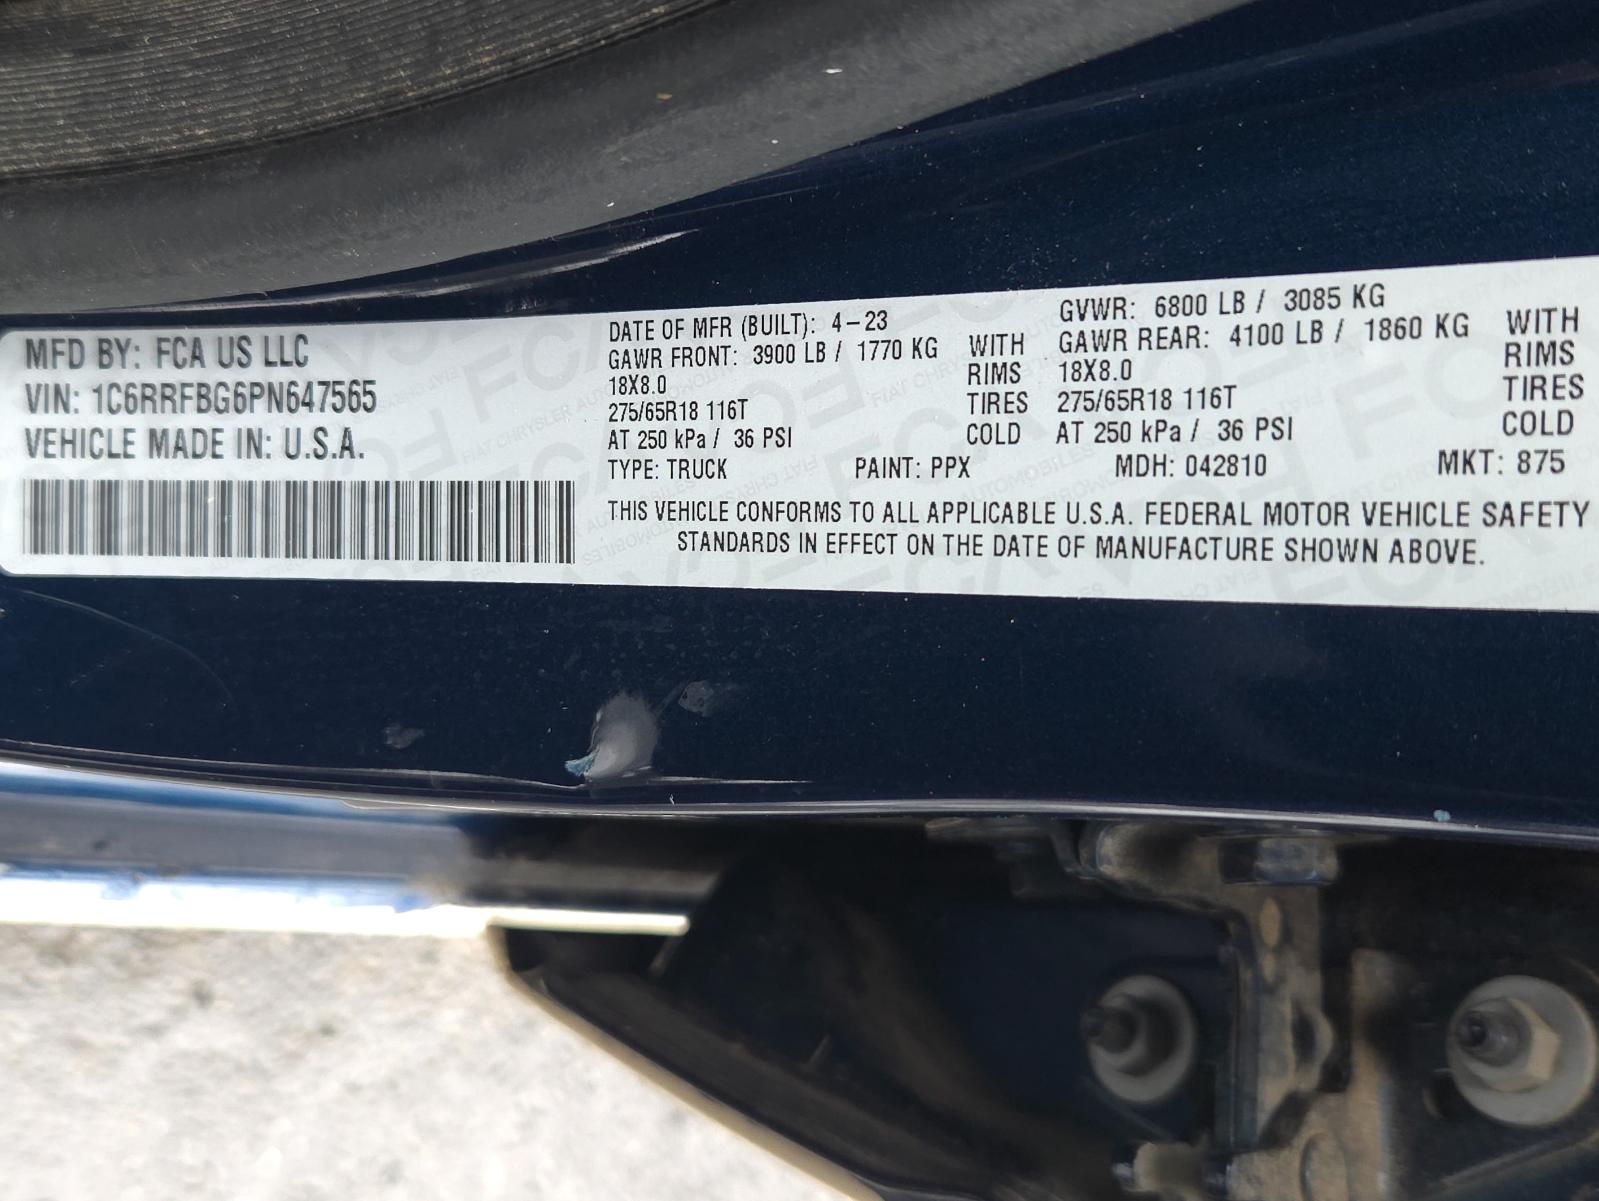 MFD BY: FCA US LLC
VIN: 1C6RRFBG6PN647565
VEHICLE MADE IN: U.S.A.
DATE OF MFR (BUILT): 4-23
GVWR: 6800 LB / 3085 KG
GAWR FRONT: 3900 LB / 1770 KG WITH
18X8.0 RIMS
275/65R18 116T TIRES
AT 250 kPa / 36 PSI COLD
GAWR REAR: 4100 LB / 1860 KG WITH
18X8.0 RIMS
275/65R18 116T TIRES
AT 250 kPa / 36 PSI COLD
TYPE: TRUCK PAINT: PPX MDH: 042810 MKT: 875
THIS VEHICLE CONFORMS TO ALL APPLICABLE U.S.A. FEDERAL MOTOR VEHICLE SAFETY
STANDARDS IN EFFECT ON THE DATE OF MANUFACTURE SHOWN ABOVE.